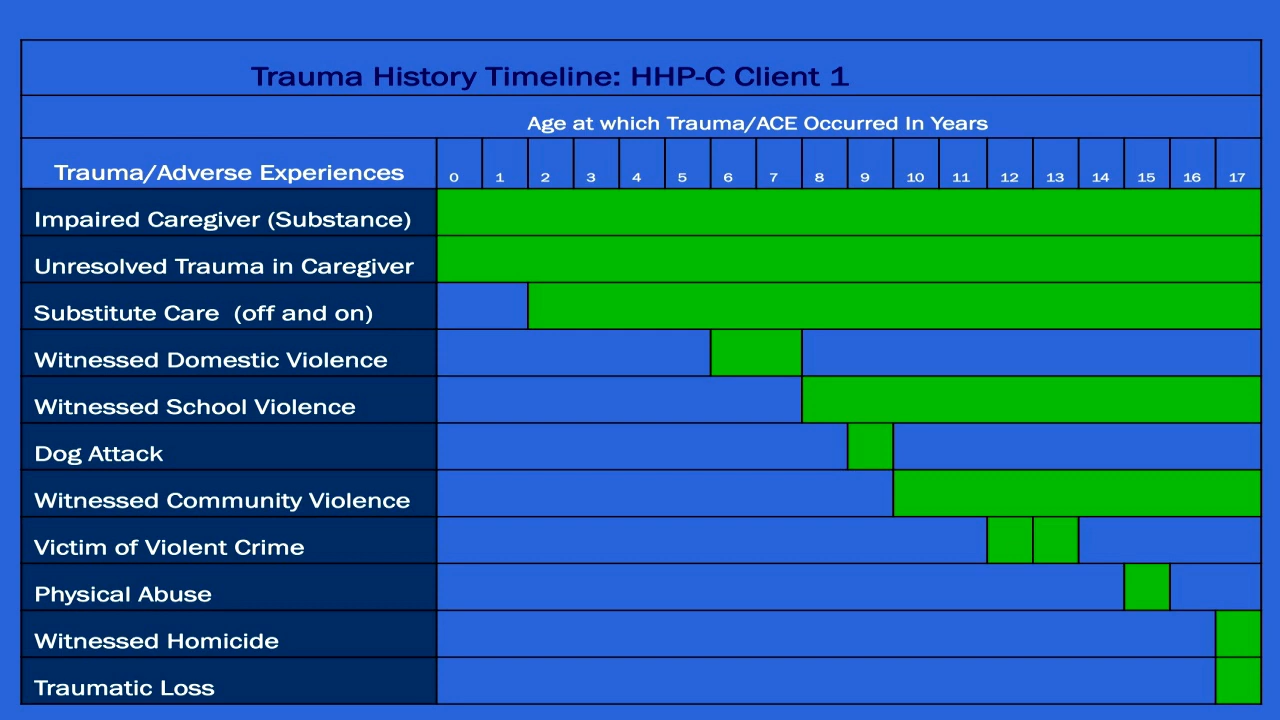 Trauma History Timeline: HHP-C Client 1
Age at which Trauma/ACE Occurred In Years
Trauma/Adverse Experiences 0 1 2 3 4 5 6 7 8 9 10 11 12 13 14 15 16 17
Impaired Caregiver (Substance)
Unresolved Trauma in Caregiver
Substitute Care (off and on)
Witnessed Domestic Violence
Witnessed School Violence
Dog Attack
Witnessed Community Violence
Victim of Violent Crime
Physical Abuse
Witnessed Homicide
Traumatic Loss